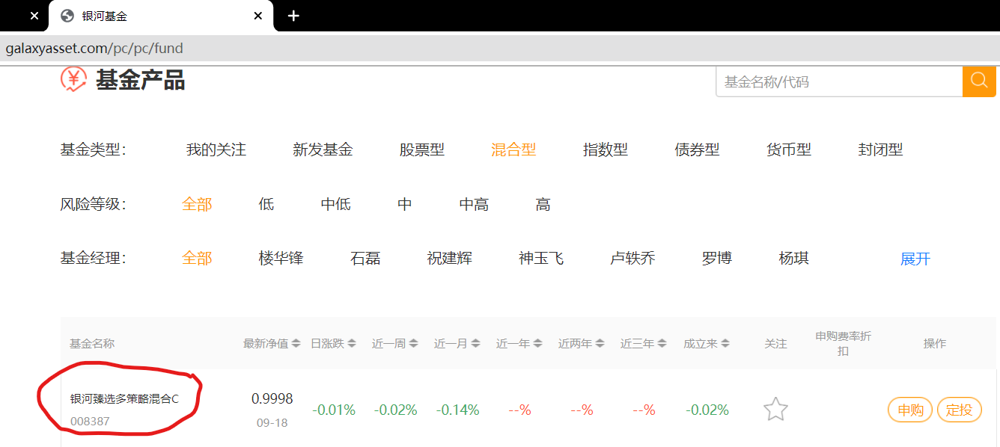 银河基金
galaxyasset.com/pc/pc/fund
基金产品
基金名称/代码
基金类型： 我的关注 新发基金 股票型 混合型 指数型 债券型 货币型 封闭型
风险等级： 全部 低 中低 中 中高 高
基金经理： 全部 楼华锋 石磊 祝建辉 神玉飞 卢轶乔 罗博 杨琪 展开
基金名称 最新净值 日涨跌 近一周 近一月 近一年 近两年 近三年 成立来 关注 申购费率折扣 操作
银河臻选多策略混合C 0.9998 -0.01% -0.02% -0.14% --% --% --% -0.02% 申购 定投
008387 09-18